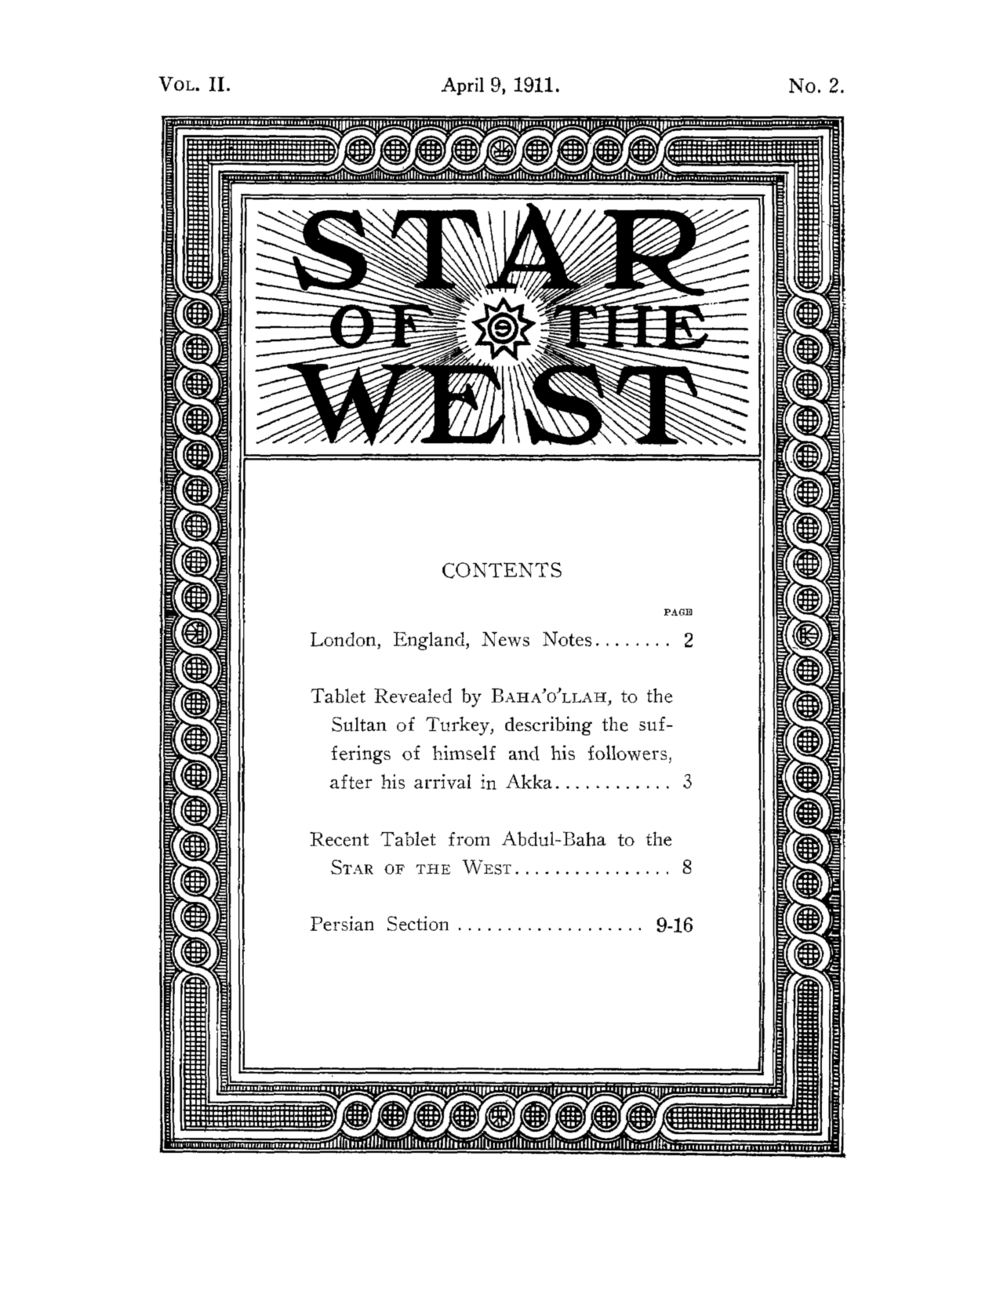 VOL. II. April 9, 1911. No. 2.
STAR
OF THE
WEST
9
CONTENTS
PAGE
London, England, News Notes........ 2
Tablet Revealed by BAHA'O'LLAH, to the
Sultan of Turkey, describing the suf-
ferings of himself and his followers,
after his arrival in Akka............ 3
Recent Tablet from Abdul-Baha to the
STAR OF THE WEST................ 8
Persian Section ................... 9-16